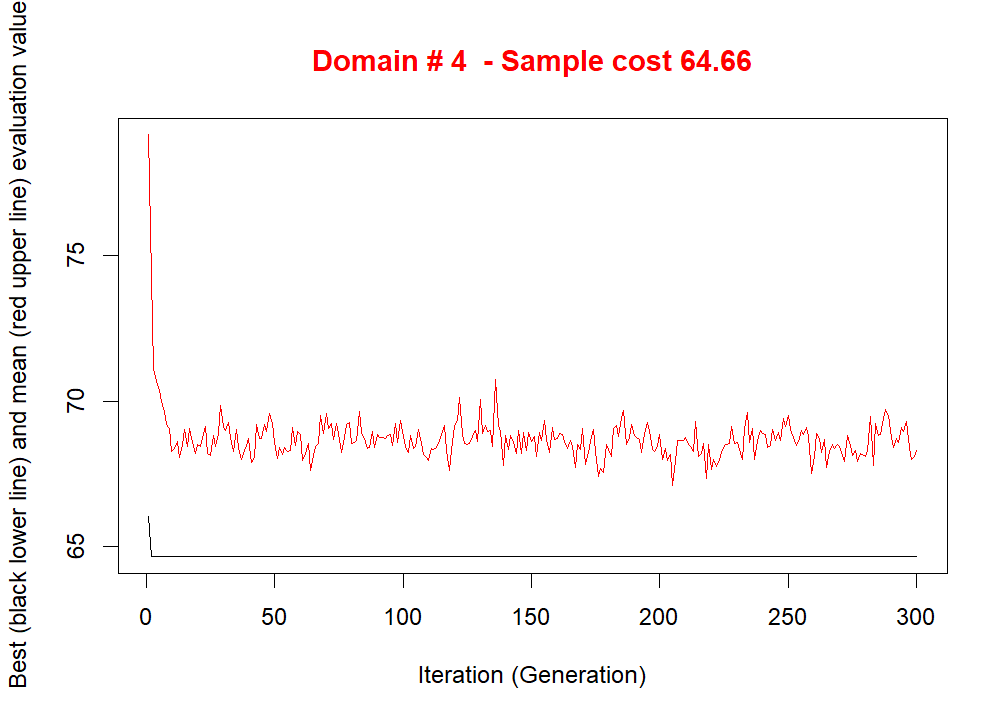 Domain # 4  - Sample cost 64.66
Best (black lower line) and mean (red upper line) evaluation value
75
70
65
0 50 100 150 200 250 300
Iteration (Generation)